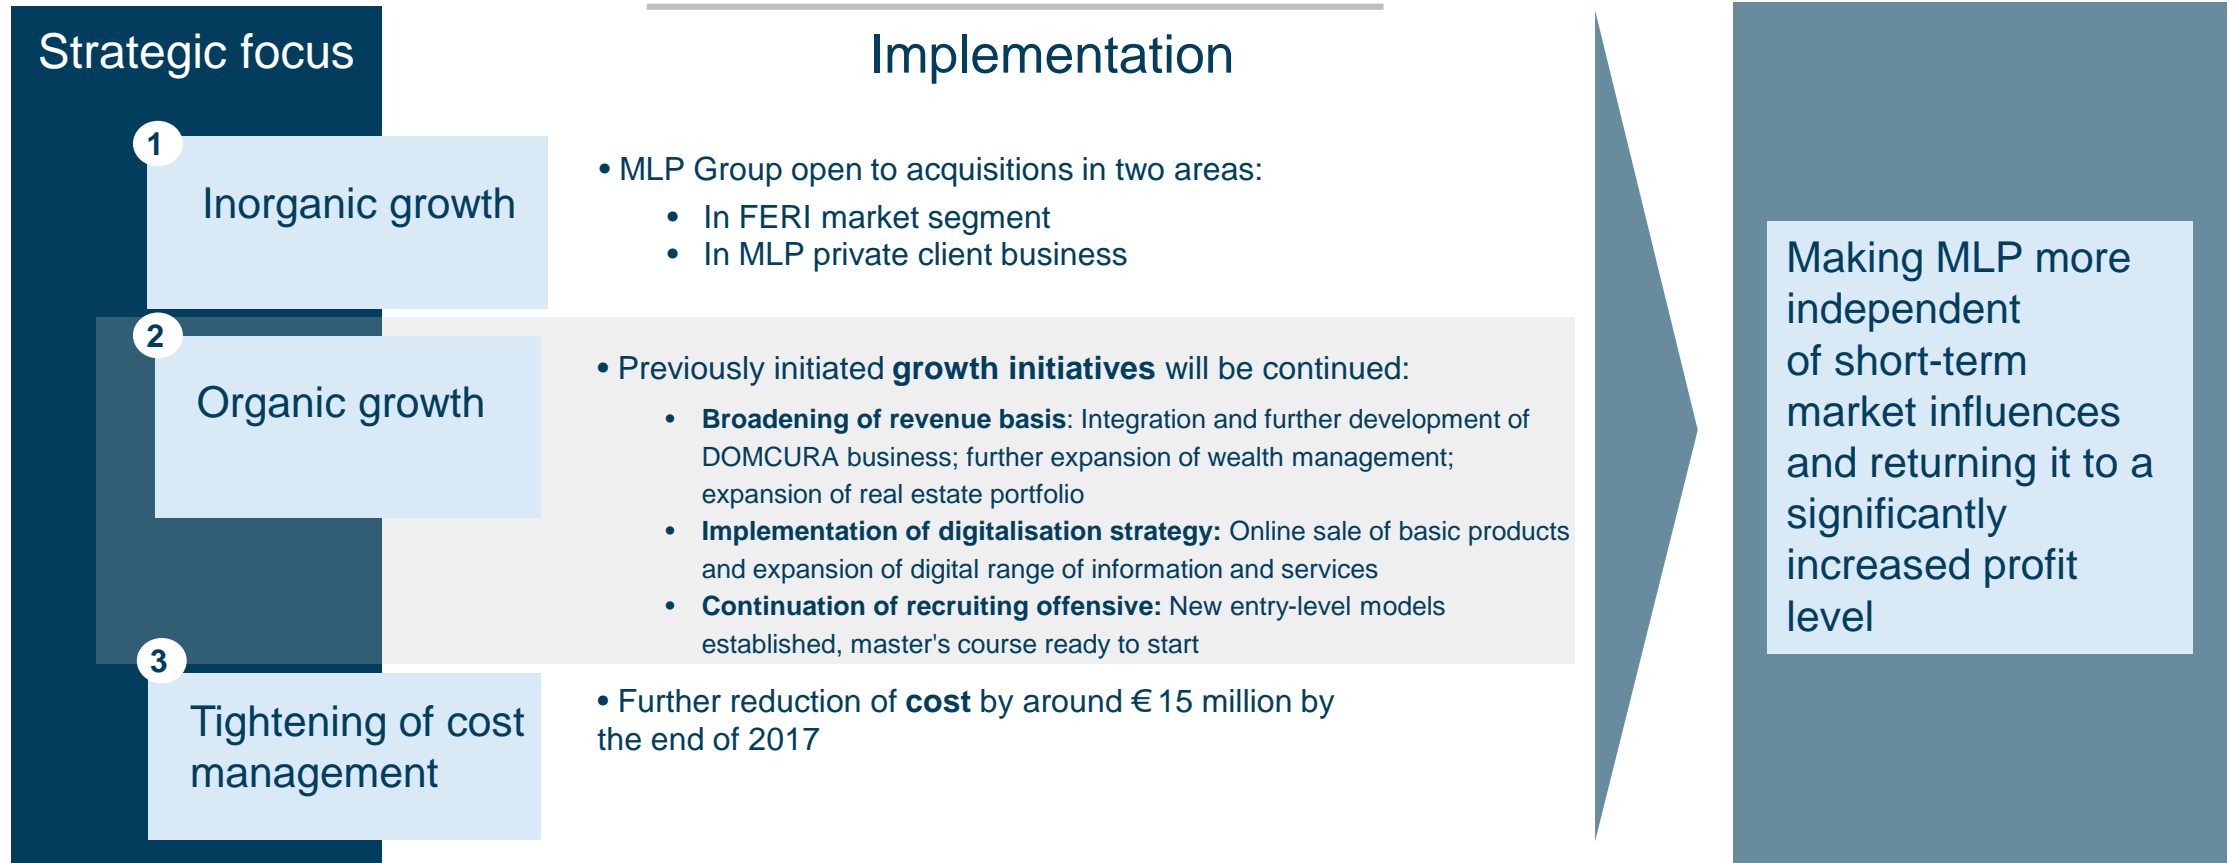 Strategic focus
Implementation
1
Inorganic growth
• MLP Group open to acquisitions in two areas:
• In FERI market segment
• In MLP private client business
2
Organic growth
• Previously initiated growth initiatives will be continued:
• Broadening of revenue basis: Integration and further development of
DOMCURA business; further expansion of wealth management;
expansion of real estate portfolio
• Implementation of digitalisation strategy: Online sale of basic products
and expansion of digital range of information and services
• Continuation of recruiting offensive: New entry-level models
established, master's course ready to start
3
Tightening of cost
management
• Further reduction of cost by around € 15 million by
the end of 2017
Making MLP more
independent
of short-term
market influences
and returning it to a
significantly
increased profit
level